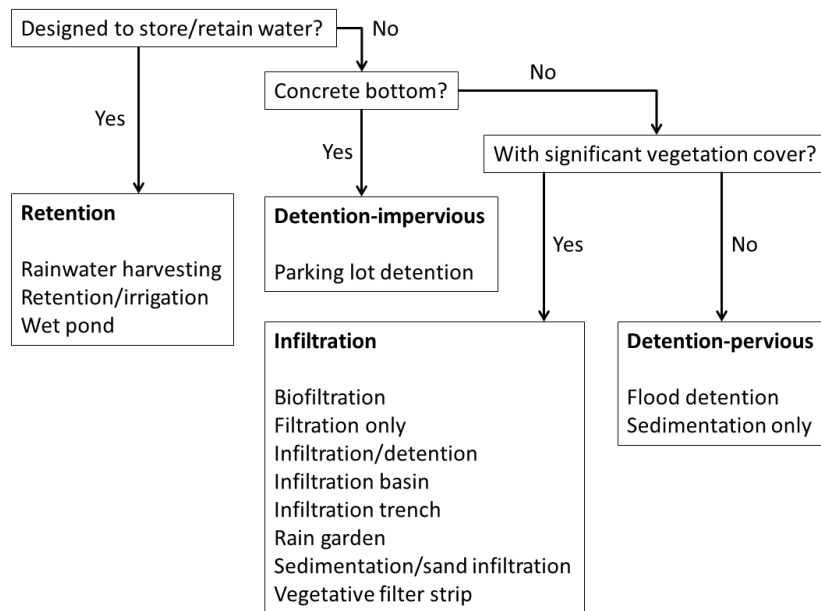 Designed to store/retain water?
No
Concrete bottom?
No
Yes
With significant vegetation cover?
Yes
Retention
Rainwater harvesting
Retention/irrigation
Wet pond
Detention-impervious
Parking lot detention
Yes
No
Infiltration
Biofiltration
Filtration only
Infiltration/detention
Infiltration basin
Infiltration trench
Rain garden
Sedimentation/sand infiltration
Vegetative filter strip
Detention-pervious
Flood detention
Sedimentation only